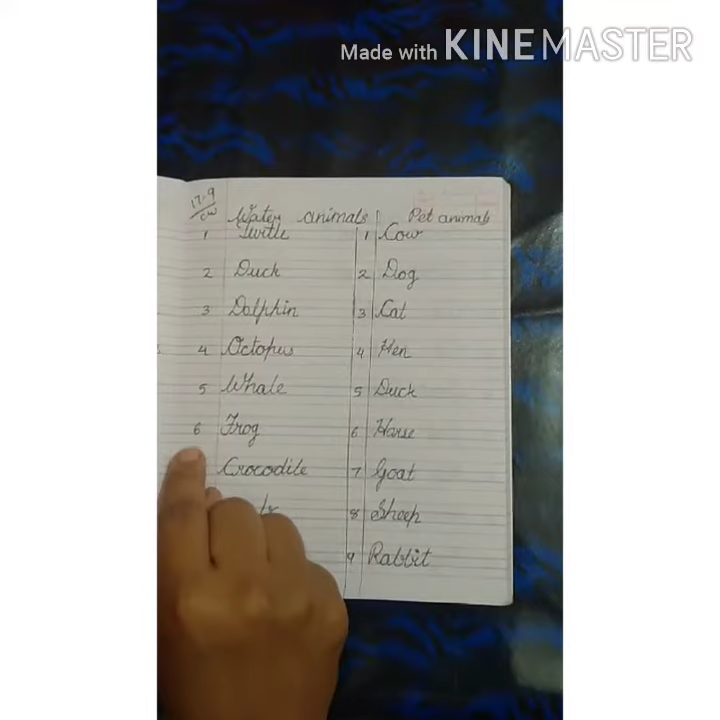 Made with KINEMASTER
17-9
CW
Water animals Pet animals
1 Turtle 1 Cow
2 Duck 2 Dog
3 Dolphin 3 Cat
4 Octopus 4 Hen
5 Whale 5 Duck
6 Frog 6 Horse
Crocodile 7 Goat
8 Sheep
9 Rabbit